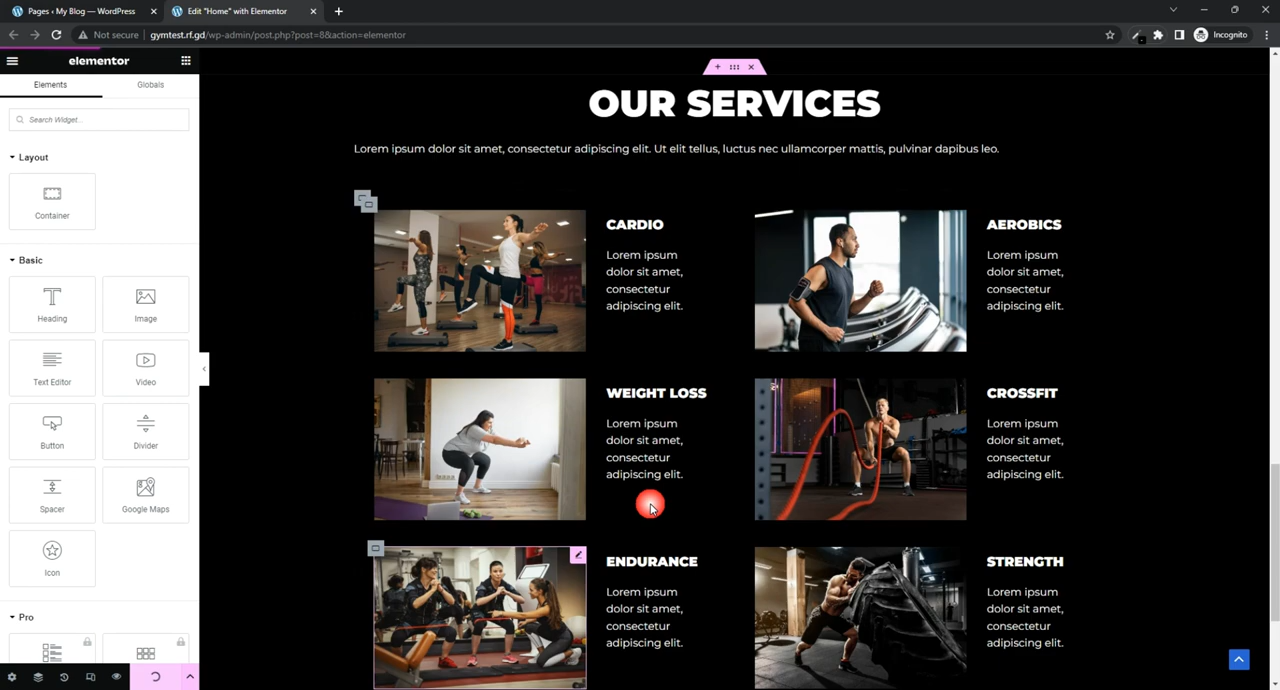 Pages ‹ My Blog — WordPress
Edit "Home" with Elementor
Not secure
gymtest.rf.gd/wp-admin/post.php?post=8&action=elementor
Incognito
elementor
Elements
Globals
Search Widget...
Layout
Container
Basic
Heading
Image
Text Editor
Video
Button
Divider
Spacer
Google Maps
Icon
Pro
OUR SERVICES
Lorem ipsum dolor sit amet, consectetur adipiscing elit. Ut elit tellus, luctus nec ullamcorper mattis, pulvinar dapibus leo.
CARDIO
Lorem ipsum
dolor sit amet,
consectetur
adipiscing elit.
AEROBICS
Lorem ipsum
dolor sit amet,
consectetur
adipiscing elit.
WEIGHT LOSS
Lorem ipsum
dolor sit amet,
consectetur
adipiscing elit.
CROSSFIT
Lorem ipsum
dolor sit amet,
consectetur
adipiscing elit.
ENDURANCE
Lorem ipsum
dolor sit amet,
consectetur
adipiscing elit.
STRENGTH
Lorem ipsum
dolor sit amet,
consectetur
adipiscing elit.